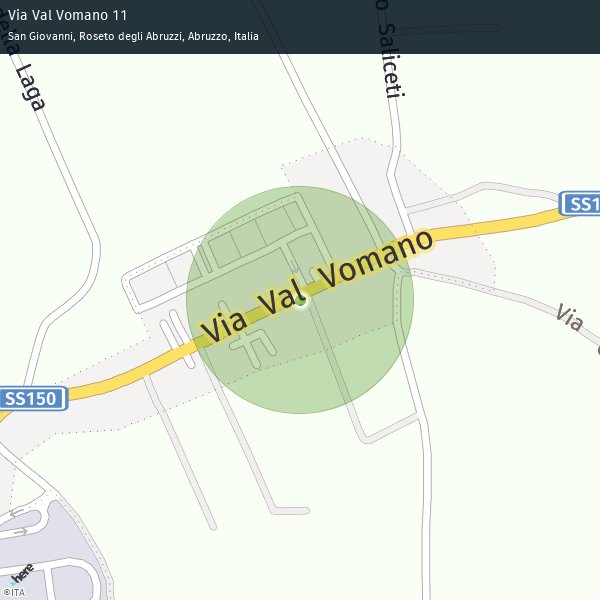 Via Val Vomano 11
San Giovanni, Roseto degli Abruzzi, Abruzzo, Italia
Laga
Saliceti
Via Val Vomano
SS150
Via
here
©ITA